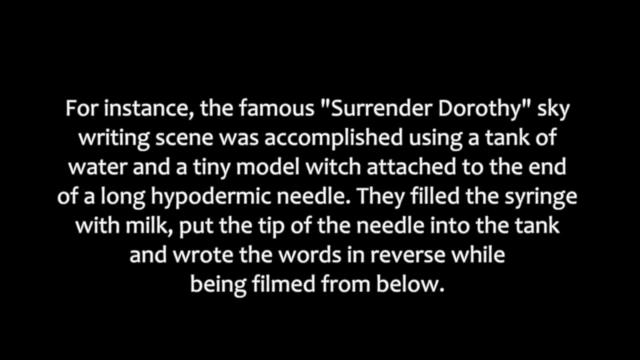 For instance, the famous "Surrender Dorothy" sky
writing scene was accomplished using a tank of
water and a tiny model witch attached to the end
of a long hypodermic needle. They filled the syringe
with milk, put the tip of the needle into the tank
and wrote the words in reverse while
being filmed from below.